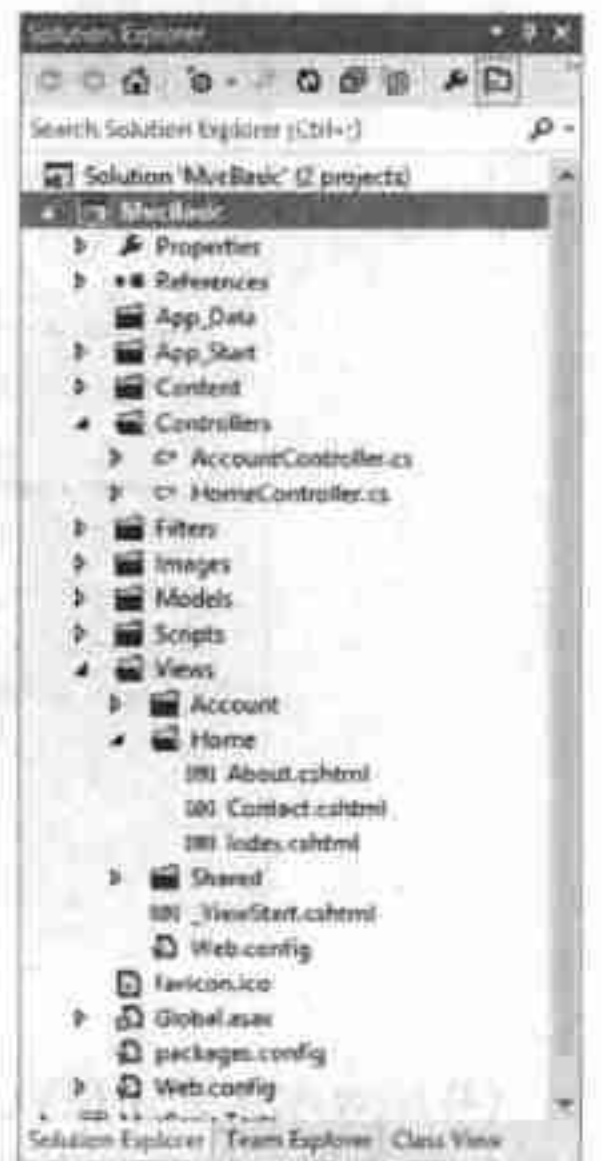 Solution Explorer
Search Solution Explorer (Ctrl+;)
Solution 'MvcBasic' (2 projects)
MvcBasic
Properties
References
App_Data
App_Start
Content
Controllers
C# AccountController.cs
C# HomeController.cs
Filters
Images
Models
Scripts
Views
Account
Home
About.cshtml
Contact.cshtml
Index.cshtml
Shared
_ViewStart.cshtml
Web.config
favicon.ico
Global.asax
packages.config
Web.config
Solution Explorer Team Explorer Class View